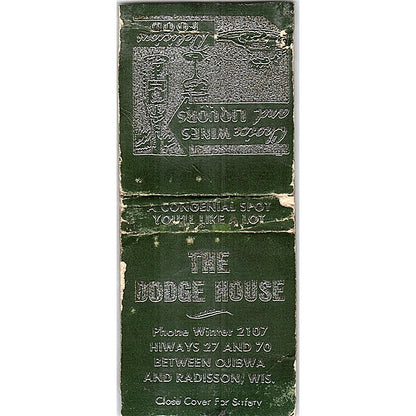 Delicious
FOOD
Choice WINES
and LIQUORS
A CONGENIAL SPOT
YOU'LL LIKE A LOT
THE
DODGE HOUSE
Phone Winter 2107
HIWAYS 27 AND 70
BETWEEN OJIBWA
AND RADISSON, WIS.
Close Cover For Safety